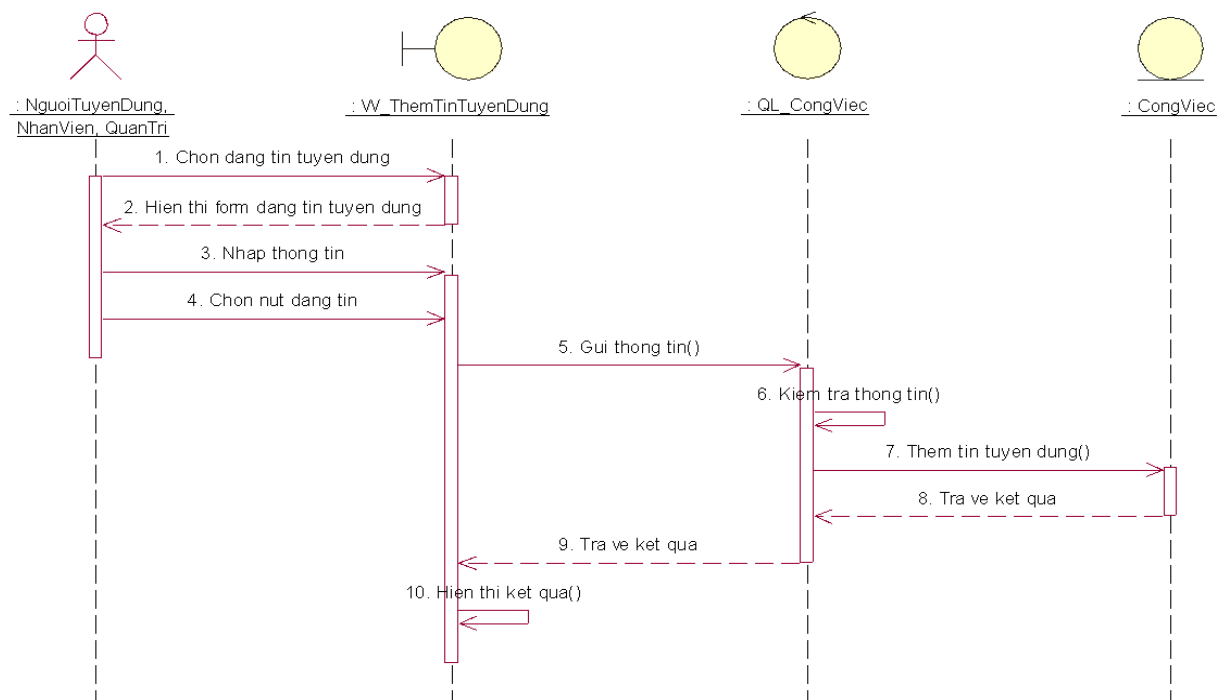 : NguoiTuyenDung,
NhanVien, QuanTri
: W_ThemTinTuyenDung
: QL_CongViec
: CongViec
1. Chon dang tin tuyen dung
2. Hien thi form dang tin tuyen dung
3. Nhap thong tin
4. Chon nut dang tin
5. Gui thong tin()
6. Kiem tra thong tin()
7. Them tin tuyen dung()
8. Tra ve ket qua
9. Tra ve ket qua
10. Hien thi ket qua()